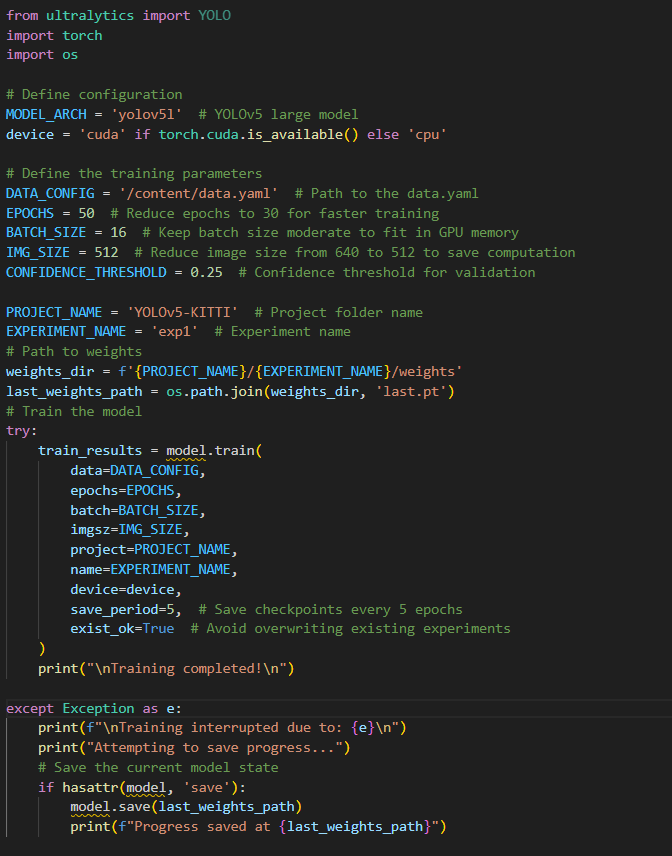 from ultralytics import YOLO
import torch
import os

# Define configuration
MODEL_ARCH = 'yolov5l'  # YOLOv5 large model
device = 'cuda' if torch.cuda.is_available() else 'cpu'

# Define the training parameters
DATA_CONFIG = '/content/data.yaml'  # Path to the data.yaml
EPOCHS = 50  # Reduce epochs to 30 for faster training
BATCH_SIZE = 16  # Keep batch size moderate to fit in GPU memory
IMG_SIZE = 512  # Reduce image size from 640 to 512 to save computation
CONFIDENCE_THRESHOLD = 0.25  # Confidence threshold for validation

PROJECT_NAME = 'YOLOv5-KITTI'  # Project folder name
EXPERIMENT_NAME = 'exp1'  # Experiment name
# Path to weights
weights_dir = f'{PROJECT_NAME}/{EXPERIMENT_NAME}/weights'
last_weights_path = os.path.join(weights_dir, 'last.pt')
# Train the model
try:
    train_results = model.train(
        data=DATA_CONFIG,
        epochs=EPOCHS,
        batch=BATCH_SIZE,
        imgsz=IMG_SIZE,
        project=PROJECT_NAME,
        name=EXPERIMENT_NAME,
        device=device,
        save_period=5,  # Save checkpoints every 5 epochs
        exist_ok=True  # Avoid overwriting existing experiments
    )
    print("\nTraining completed!\n")

except Exception as e:
    print(f"\nTraining interrupted due to: {e}\n")
    print("Attempting to save progress...")
    # Save the current model state
    if hasattr(model, 'save'):
        model.save(last_weights_path)
        print(f"Progress saved at {last_weights_path}")